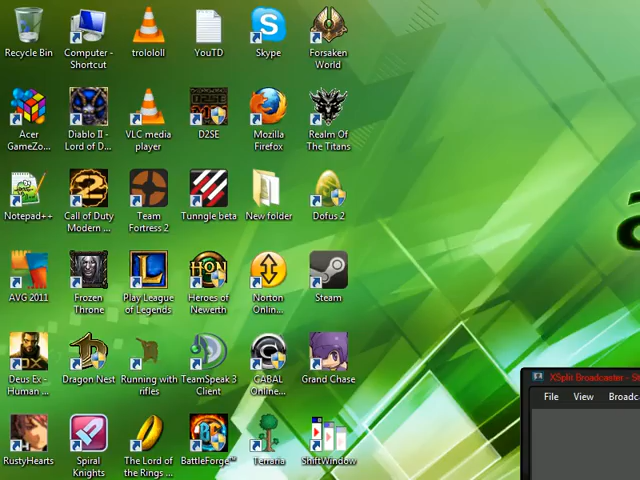 Recycle Bin
Computer -
Shortcut
trolololl
YouTD
Skype
Forsaken
World
Acer
GameZo...
Diablo II -
Lord of D...
VLC media
player
D2SE
Mozilla
Firefox
Realm Of
The Titans
Notepad++
Call of Duty
Modern ...
Team
Fortress 2
Tunngle beta
New folder
Dofus 2
AVG 2011
Frozen
Throne
Play League
of Legends
Heroes of
Newerth
Norton
Online...
Steam
Deus Ex -
Human ...
Dragon Nest
Running with
rifles
TeamSpeak 3
Client
CABAL
Online...
Grand Chase
XSplit Broadcaster - St
File View Broadc
RustyHearts
Spiral
Knights
The Lord of
the Rings ...
BattleForge™
Terraria
ShiftWindow